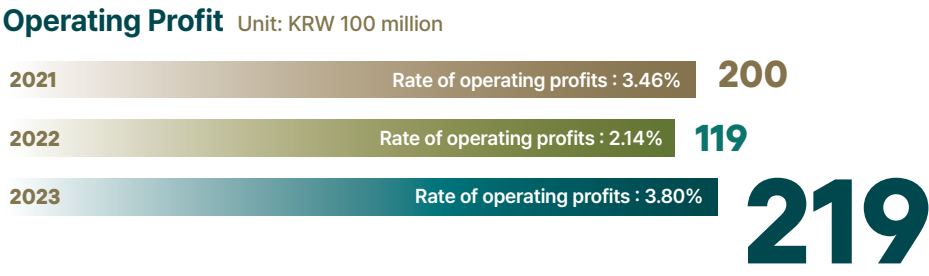 Operating Profit Unit: KRW 100 million
2021 Rate of operating profits : 3.46% 200
2022 Rate of operating profits : 2.14% 119
2023 Rate of operating profits : 3.80% 219